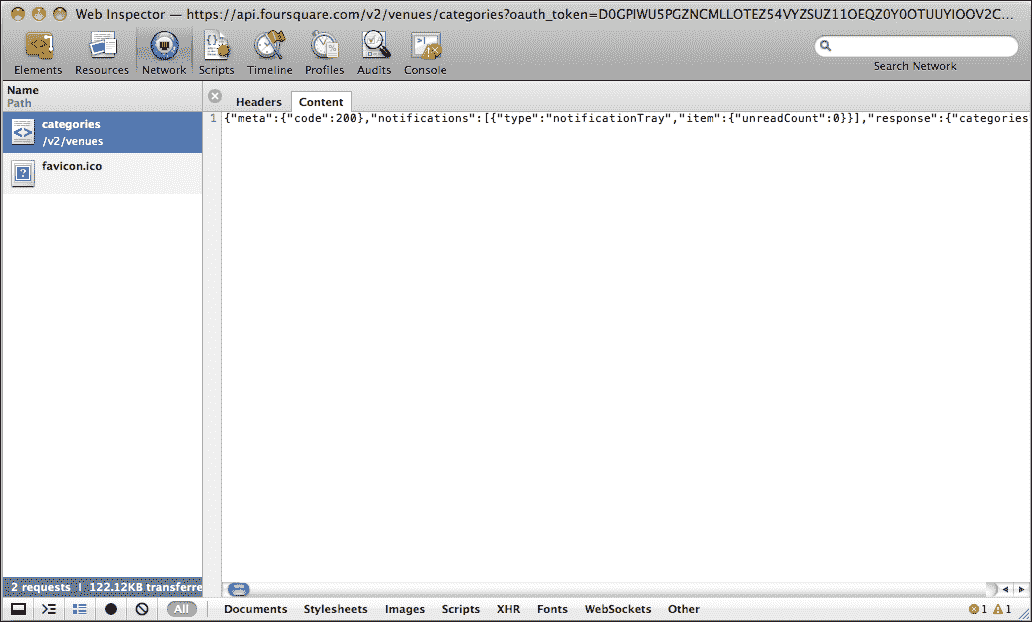 Web Inspector — https://api.foursquare.com/v2/venues/categories?oauth_token=D0GPIWU5PGZNCMLLOTEZ54VYZSUZ11OEQZ0Y0OTUUYIOOV2C...
Elements Resources Network Scripts Timeline Profiles Audits Console
Search Network
Name
Path
Headers Content
categories
/v2/venues
favicon.ico
1 {"meta":{"code":200},"notifications":[{"type":"notificationTray","item":{"unreadCount":0}}],"response":{"categories
2 requests | 122.12KB transferre
All Documents Stylesheets Images Scripts XHR Fonts WebSockets Other 1 1